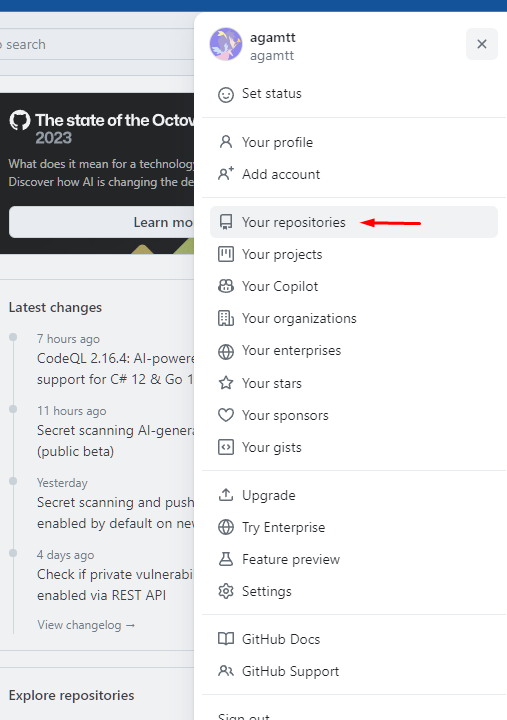 o search
The state of the Octov
2023
What does it mean for a technology
Discover how AI is changing the de
Learn mo
Latest changes
7 hours ago
CodeQL 2.16.4: AI-powere
support for C# 12 & Go 1
11 hours ago
Secret scanning AI-genera
(public beta)
Yesterday
Secret scanning and push
enabled by default on new
4 days ago
Check if private vulnerabi
enabled via REST API
View changelog →
Explore repositories
agamtt
agamtt
Set status
Your profile
Add account
Your repositories
Your projects
Your Copilot
Your organizations
Your enterprises
Your stars
Your sponsors
Your gists
Upgrade
Try Enterprise
Feature preview
Settings
GitHub Docs
GitHub Support
Sign out